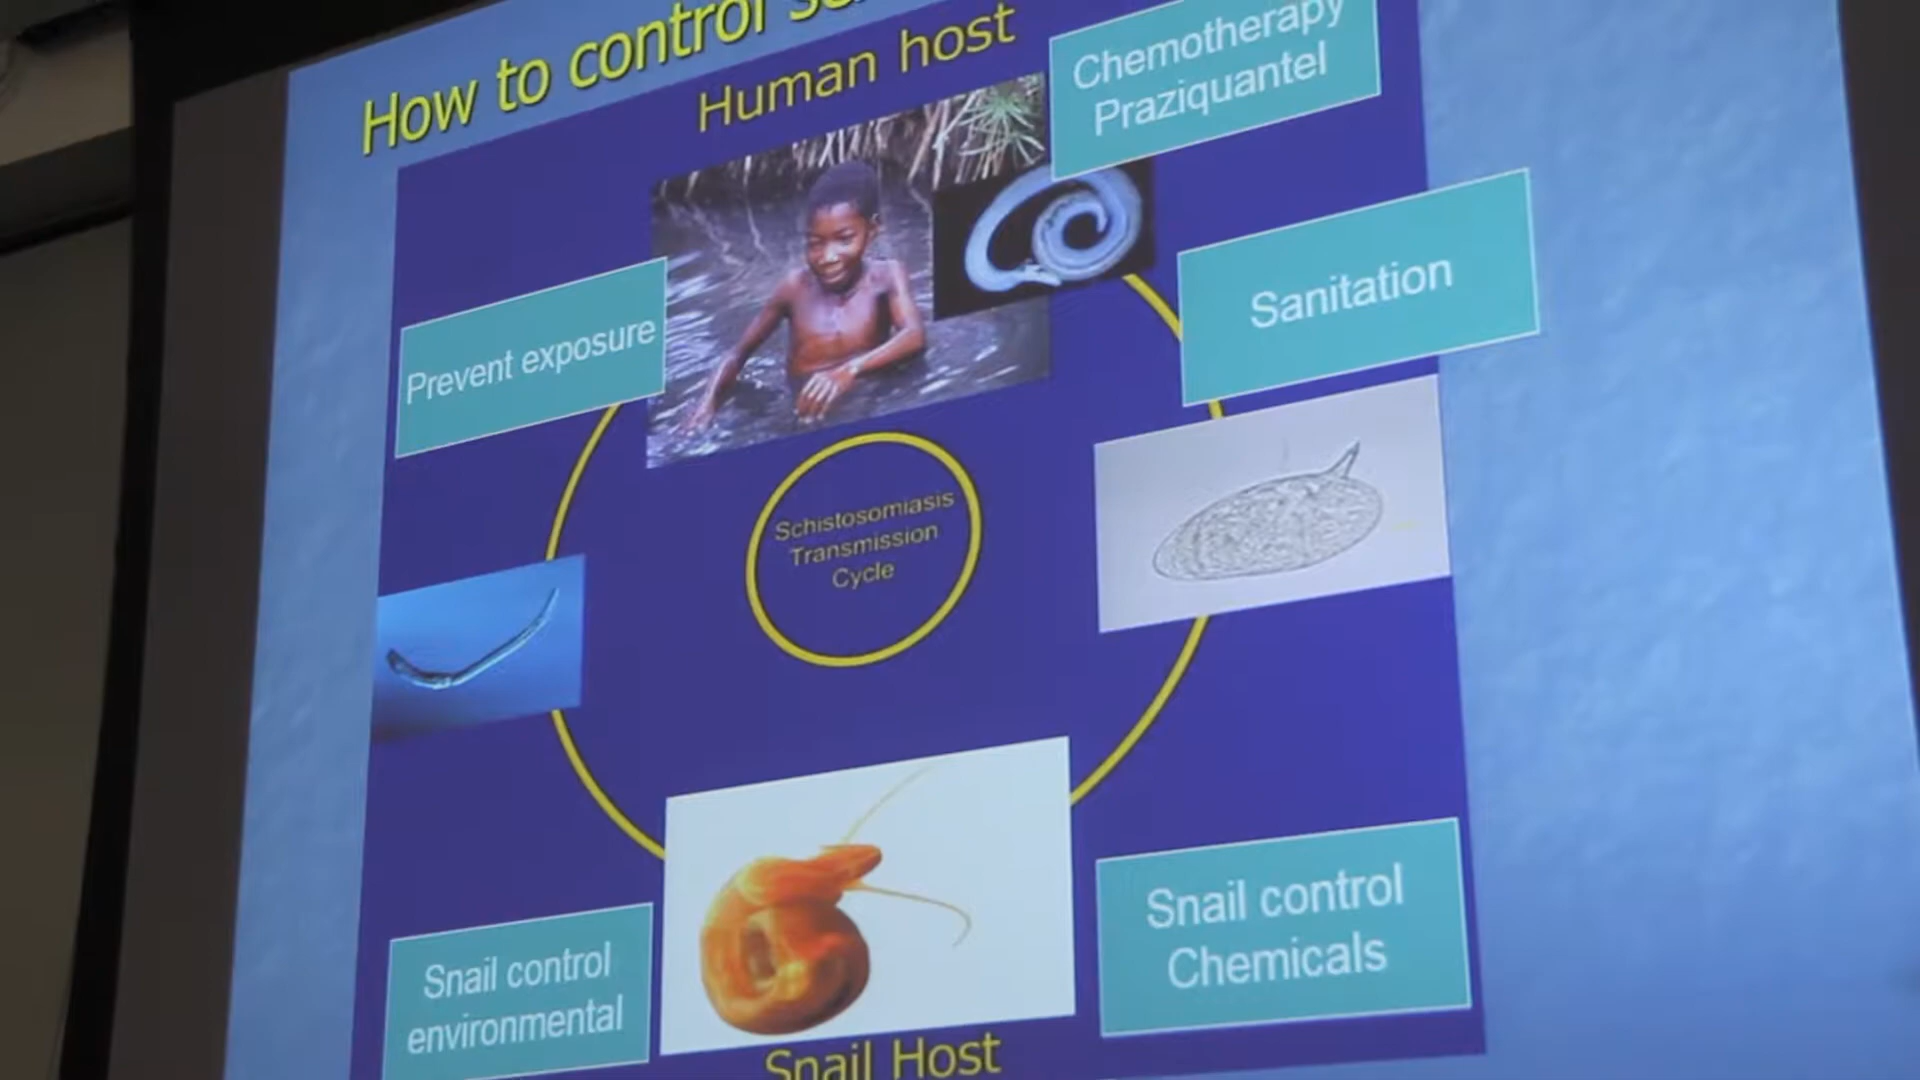 How to control
Human host
Chemotherapy
Praziquantel
Sanitation
Prevent exposure
Schistosomiasis
Transmission
Cycle
Snail control
Chemicals
Snail control
environmental
Snail Host